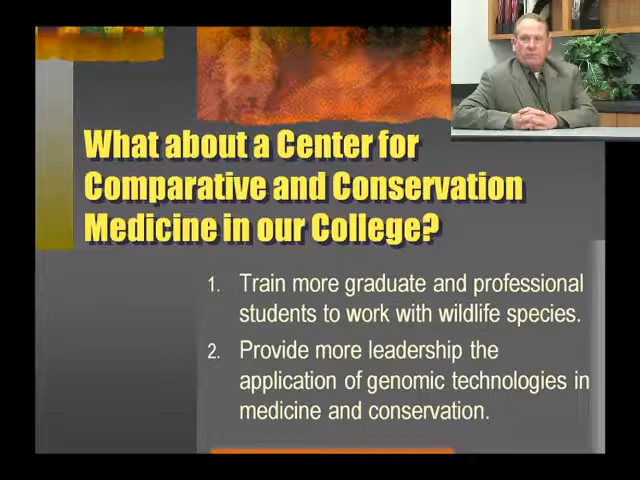 What about a Center for
Comparative and Conservation
Medicine in our College?
1. Train more graduate and professional
students to work with wildlife species.
2. Provide more leadership the
application of genomic technologies in
medicine and conservation.